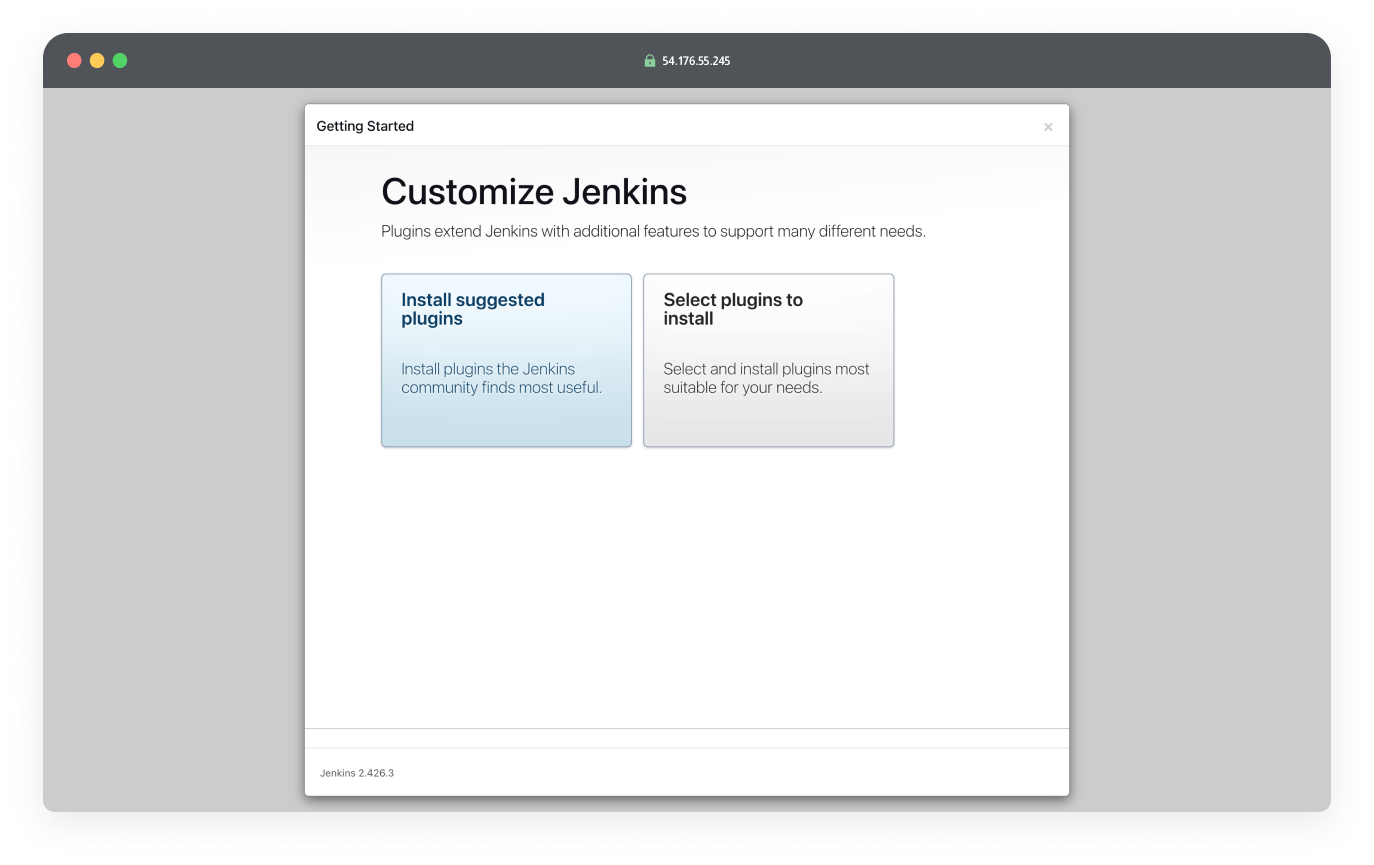 54.176.55.245
Getting Started
×
Customize Jenkins
Plugins extend Jenkins with additional features to support many different needs.
Install suggested
plugins
Install plugins the Jenkins
community finds most useful.
Select plugins to
install
Select and install plugins most
suitable for your needs.
Jenkins 2.426.3